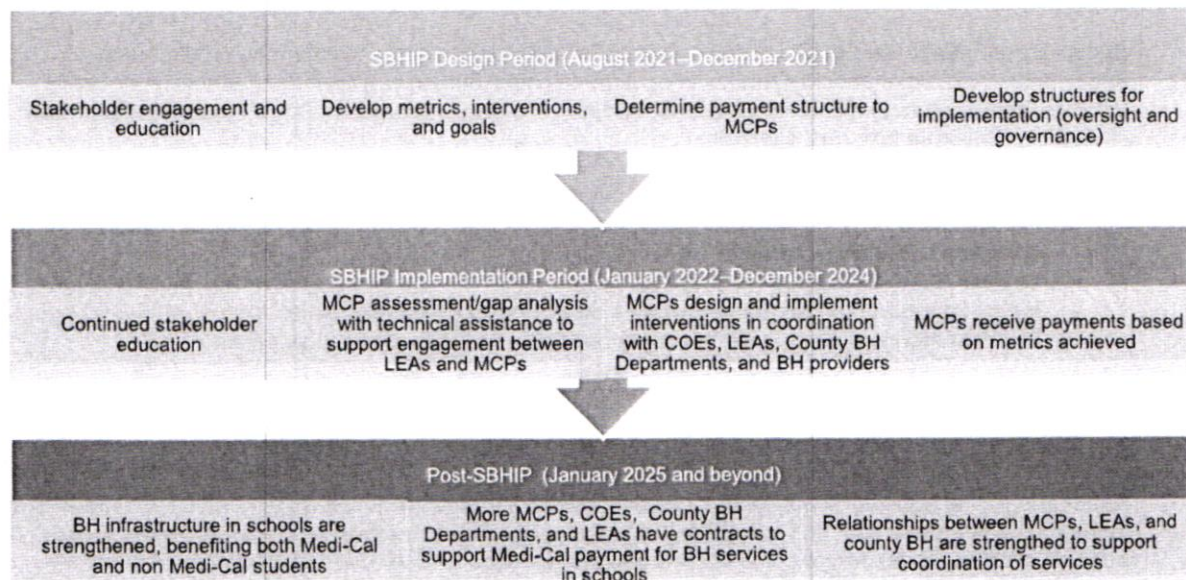 SBHIP Design Period (August 2021–December 2021)
Stakeholder engagement and
education
Develop metrics, interventions,
and goals
Determine payment structure to
MCPs
Develop structures for
implementation (oversight and
governance)
SBHIP Implementation Period (January 2022–December 2024)
Continued stakeholder
education
MCP assessment/gap analysis
with technical assistance to
support engagement between
LEAs and MCPs
MCPs design and implement
interventions in coordination
with COEs, LEAs, County BH
Departments, and BH providers
MCPs receive payments based
on metrics achieved
Post-SBHIP (January 2025 and beyond)
BH infrastructure in schools are
strengthened, benefiting both Medi-Cal
and non Medi-Cal students
More MCPs, COEs, County BH
Departments, and LEAs have contracts to
support Medi-Cal payment for BH services
in schools
Relationships between MCPs, LEAs, and
county BH are strengthed to support
coordination of services